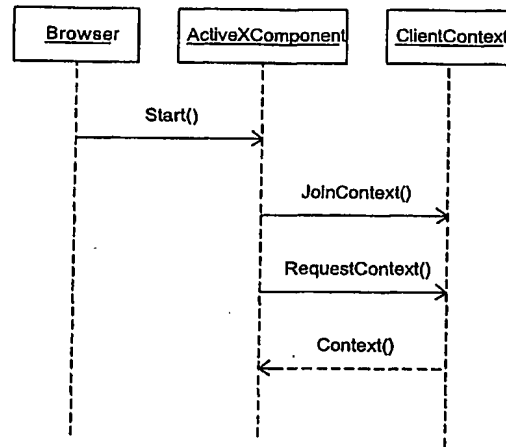 Browser
ActiveXComponent
ClientContext
Start()
JoinContext()
RequestContext()
Context()